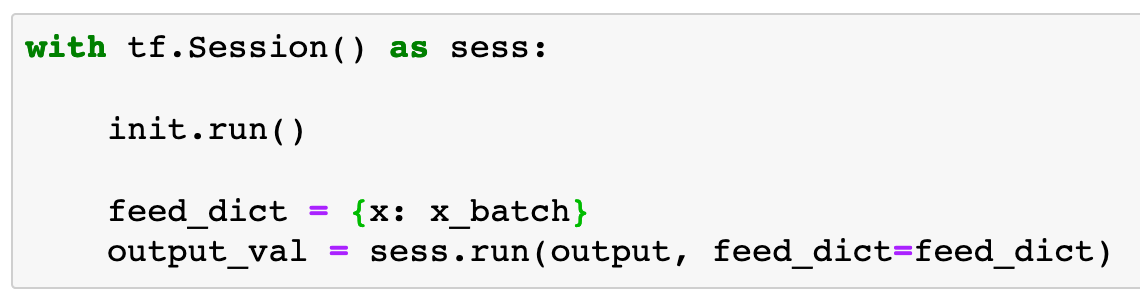 with tf.Session() as sess:
init.run()
feed_dict = {x: x_batch}
output_val = sess.run(output, feed_dict=feed_dict)